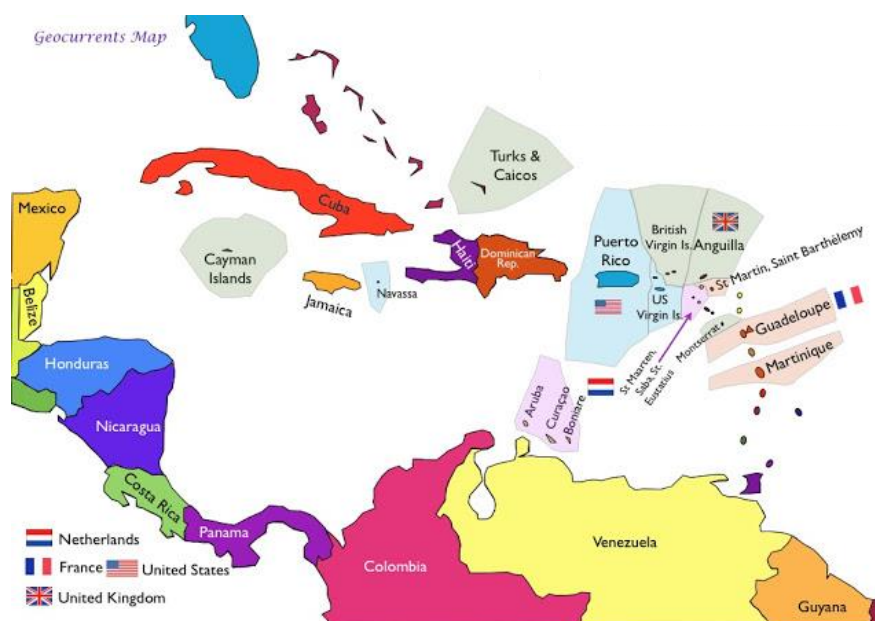 Geocurrents Map
Turks &
Caicos
Mexico
Cuba
Belize
Cayman
Islands
Haiti
Dominican
Rep.
Jamaica
Navassa
Puerto
Rico
British
Virgin Is.
Anguilla
US
Virgin Is.
St Martin, Saint Barthélemy
Guadeloupe
Montserrat
Martinique
St Maarten,
Saba, St.
Eustatius
Honduras
Nicaragua
Aruba
Curaçao
Boniare
Costa Rica
Panama
Colombia
Venezuela
Guyana
Netherlands
France
United States
United Kingdom